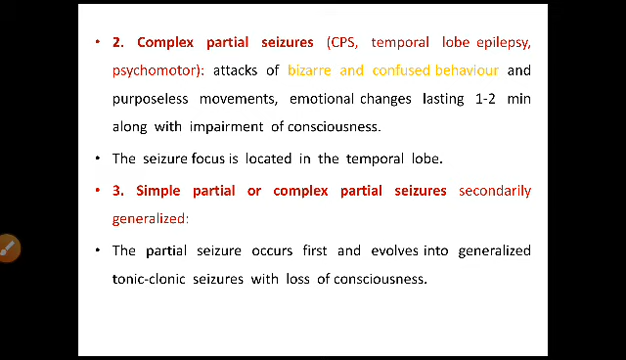 • 2. Complex partial seizures (CPS, temporal lobe epilepsy,
psychomotor): attacks of bizarre and confused behaviour and
purposeless movements, emotional changes lasting 1-2 min
along with impairment of consciousness.
• The seizure focus is located in the temporal lobe.
• 3. Simple partial or complex partial seizures secondarily
generalized:
• The partial seizure occurs first and evolves into generalized
tonic-clonic seizures with loss of consciousness.